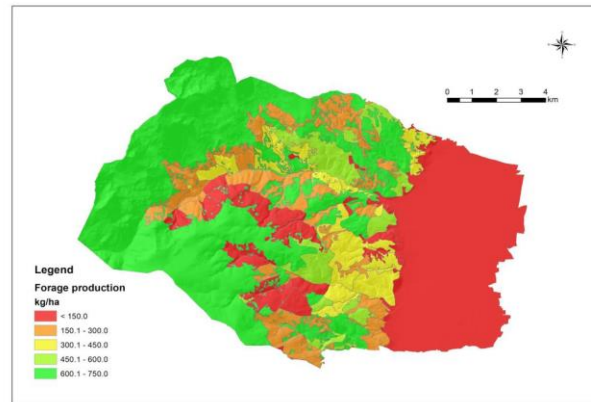 0 1 2 3 4
km
Legend
Forage production
kg/ha
< 150.0
150.1 - 300.0
300.1 - 450.0
450.1 - 600.0
600.1 - 750.0